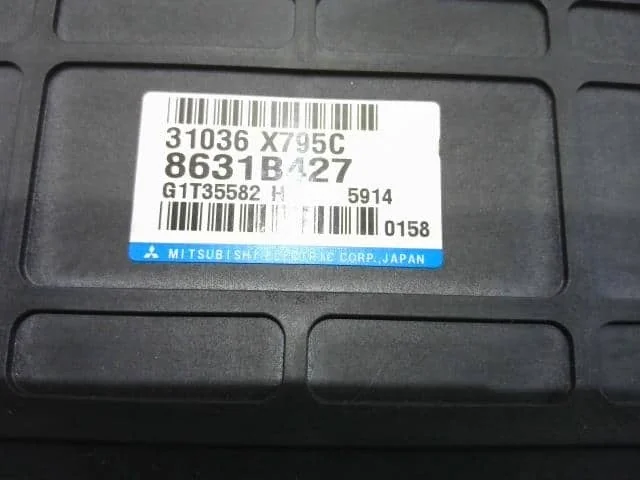 31036 X795C
8631B427
G1T35582 H 5914
0158
MITSUBISHI ELECTRIC CORP., JAPAN